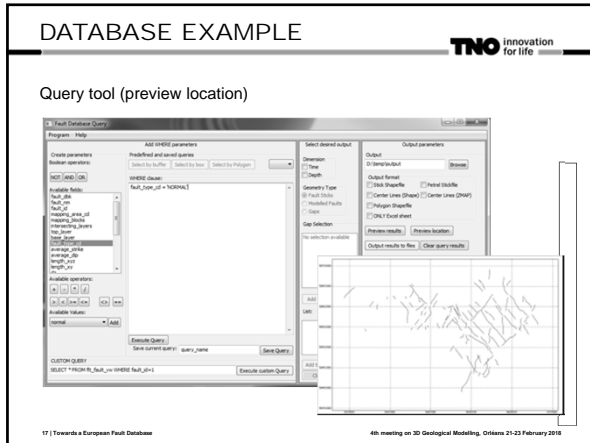 DATABASE EXAMPLE
TNO innovation
for life
Query tool (preview location)
Fault Database Query
Program Help
Add WHERE parameters
Create parameters
Boolean operators:
NOT AND OR
Available fields:
fault_dbk
fault_nm
fault_id
mapping_area_cd
mapping_blocks
intersecting_layers
top_layer
base_layer
fault_type_cd
average_strike
average_dip
length_xyz
length_xy
Available operators:
+ - * /
> < >= <= <> ==
Available Values:
normal Add
Predefined and saved queries
Select by buffer Select by box Select by Polygon
WHERE clause:
fault_type_cd = 'NORMAL'
Execute Query
Save current query: query_name Save Query
CUSTOM QUERY
SELECT * FROM flt_fault_vw WHERE fault_id=1 Execute custom Query
Select desired output
Dimension
Time
Depth
Geometry Type
Fault Sticks
Modelled Faults
Gaps
Gap Selection
No selection available
Add
List:
Add
Output parameters
Output
D:\temp\output Browse
Output format
Stick Shapefile Petrel Stickfile
Center Lines (Shape) Center Lines (ZMAP)
Polygon Shapefile
ONLY Excel sheet
Preview results Preview location
Output results to files Clear query results
17 | Towards a European Fault Database
4th meeting on 3D Geological Modelling, Orléans 21-23 February 2018